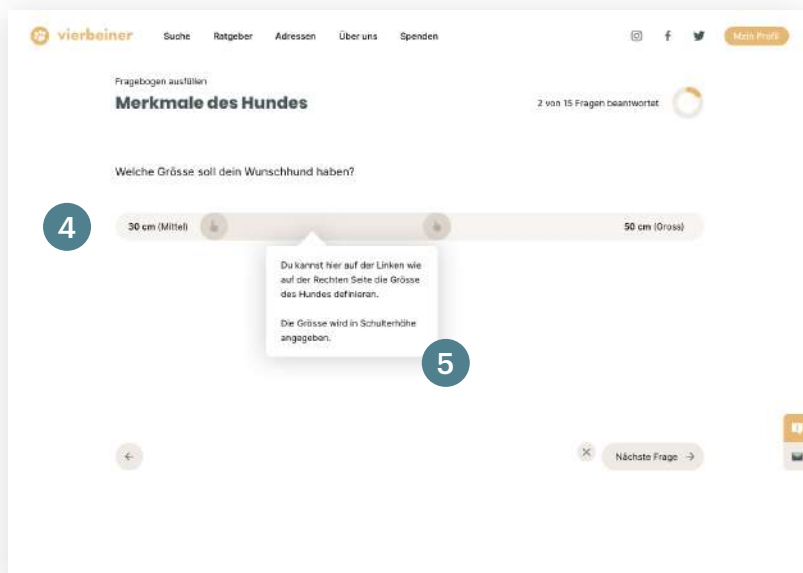 vierbeiner Suche Ratgeber Adressen Über uns Spenden Mein Profil
Fragebogen ausfüllen
Merkmale des Hundes
2 von 15 Fragen beantwortet
Welche Grösse soll dein Wunschhund haben?
4
30 cm (Mittel)
50 cm (Gross)
Du kannst hier auf der Linken wie
auf der Rechten Seite die Grösse
des Hundes definieran.
Die Grösse wird in Schulterhöhe
angegeben.
5
Nächste Frage